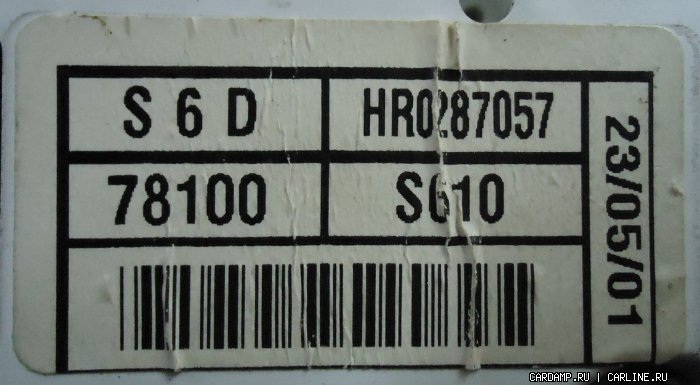 S 6 D
HR0287057
78100
S610
23/05/01
CARDAMP.RU | CARLINE.RU